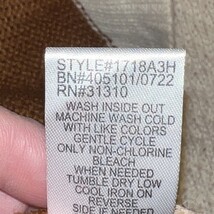 STYLE#1718A3H
BN#405101/0722
RN#31310
WASH INSIDE OUT
MACHINE WASH COLD
WITH LIKE COLORS
GENTLE CYCLE
ONLY NON-CHLORINE
BLEACH
WHEN NEEDED
TUMBLE DRY LOW
COOL IRON ON
REVERSE
SIDE IF NEEDED